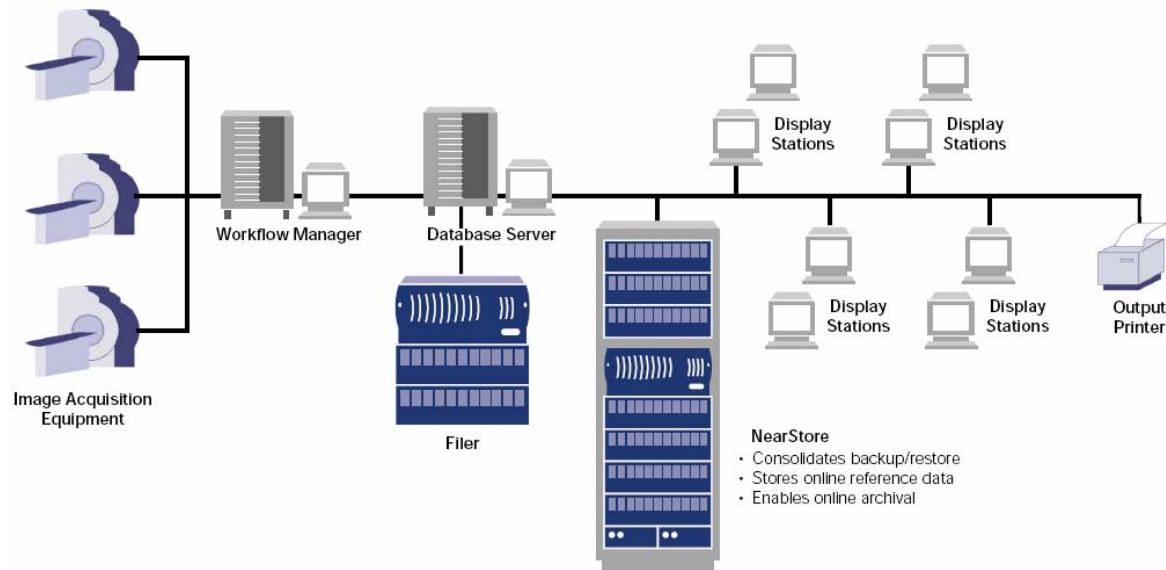 Display
Stations
Display
Stations
Workflow Manager
Database Server
Display
Stations
Display
Stations
Output
Printer
Image Acquisition
Equipment
Filer
NearStore
• Consolidates backup/restore
• Stores online reference data
• Enables online archival